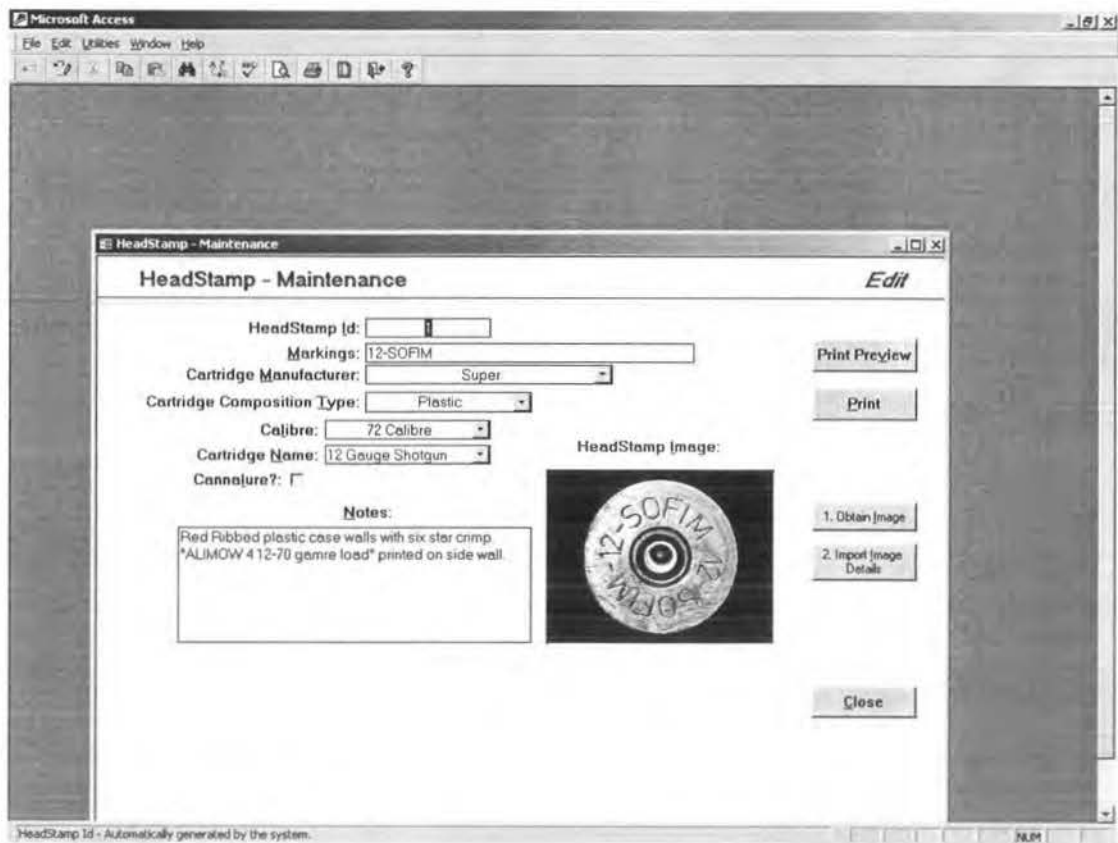 Microsoft Access
File Edit Utilities Window Help
HeadStamp - Maintenance
HeadStamp - Maintenance
Edit
HeadStamp Id: 1
Markings: 12-SOFIM
Print Preview
Cartridge Manufacturer: Super
Cartridge Composition Type: Plastic
Print
Calibre: 72 Calibre
HeadStamp Image:
Cartridge Name: 12 Gauge Shotgun
Cannalure?:
Notes:
Red Ribbed plastic case walls with six star crimp.
"ALIMOW 4 12-70 gamre load" printed on side wall.
12-SOFIM 12-SOFIM
1. Obtain Image
2. Import Image
Details
Close
HeadStamp Id - Automatically generated by the system.
NUM